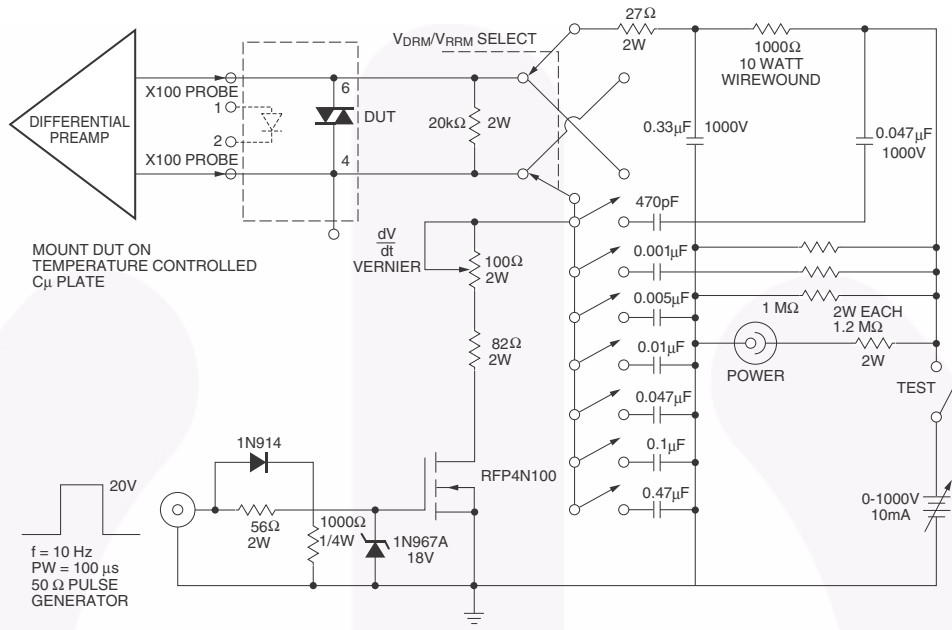 27Ω
2W
VDRM/VRRM SELECT
1000Ω
10 WATT
WIREWOUND
X100 PROBE
6
DUT
1
DIFFERENTIAL
PREAMP
20kΩ
2W
0.33μF
1000V
0.047μF
1000V
2
X100 PROBE
4
470pF
MOUNT DUT ON
TEMPERATURE CONTROLLED
Cμ PLATE
dV
dt
VERNIER
100Ω
2W
0.001μF
0.005μF
1 MΩ
2W EACH
1.2 MΩ
2W
82Ω
2W
0.01μF
POWER
TEST
0.047μF
1N914
0.1μF
RFP4N100
20V
0.47μF
0-1000V
10mA
56Ω
2W
1000Ω
1/4W
1N967A
18V
f = 10 Hz
PW = 100 μs
50 Ω PULSE
GENERATOR